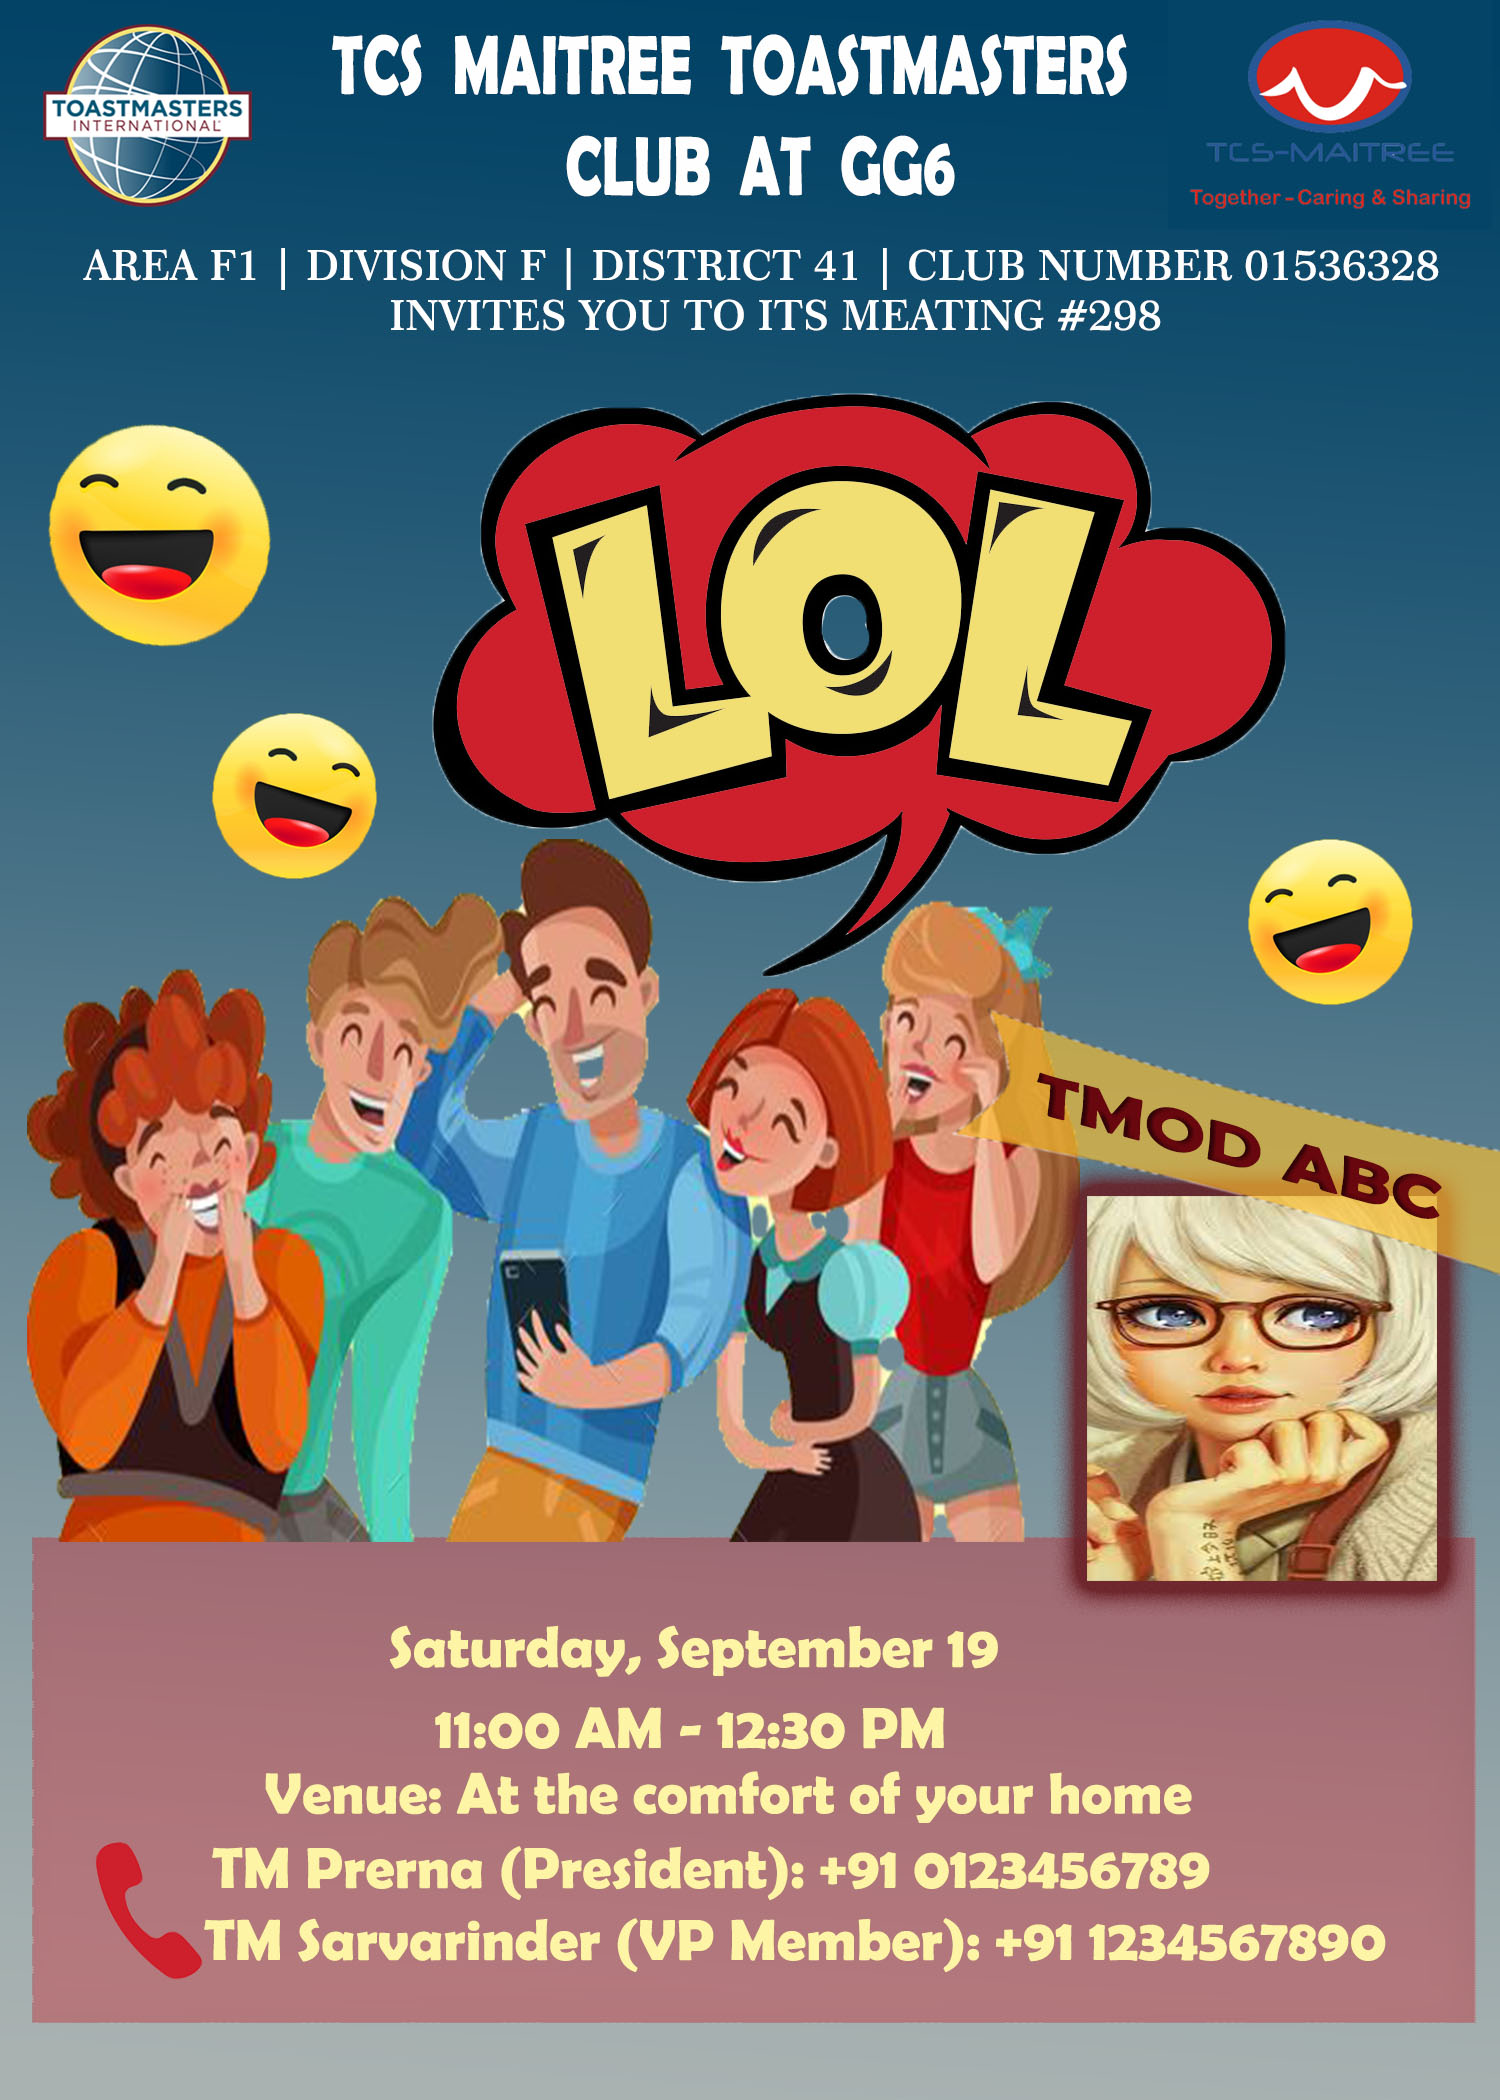 TOASTMASTERS
INTERNATIONAL
TCS MAITREE TOASTMASTERS
CLUB AT GG6
TCS-MAITREE
Together - Caring & Sharing
AREA F1 | DIVISION F | DISTRICT 41 | CLUB NUMBER 01536328
INVITES YOU TO ITS MEATING #298
LOL
TMOD ABC
Saturday, September 19
11:00 AM - 12:30 PM
Venue: At the comfort of your home
TM Prerna (President): +91 0123456789
TM Sarvarinder (VP Member): +91 1234567890